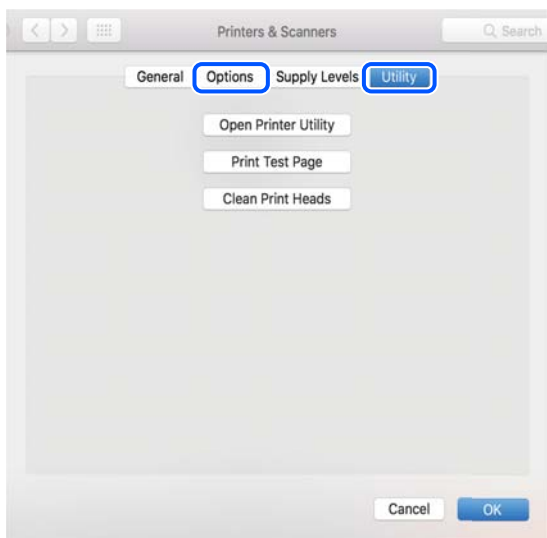 Printers & Scanners Search
General Options Supply Levels Utility
Open Printer Utility
Print Test Page
Clean Print Heads
Cancel OK